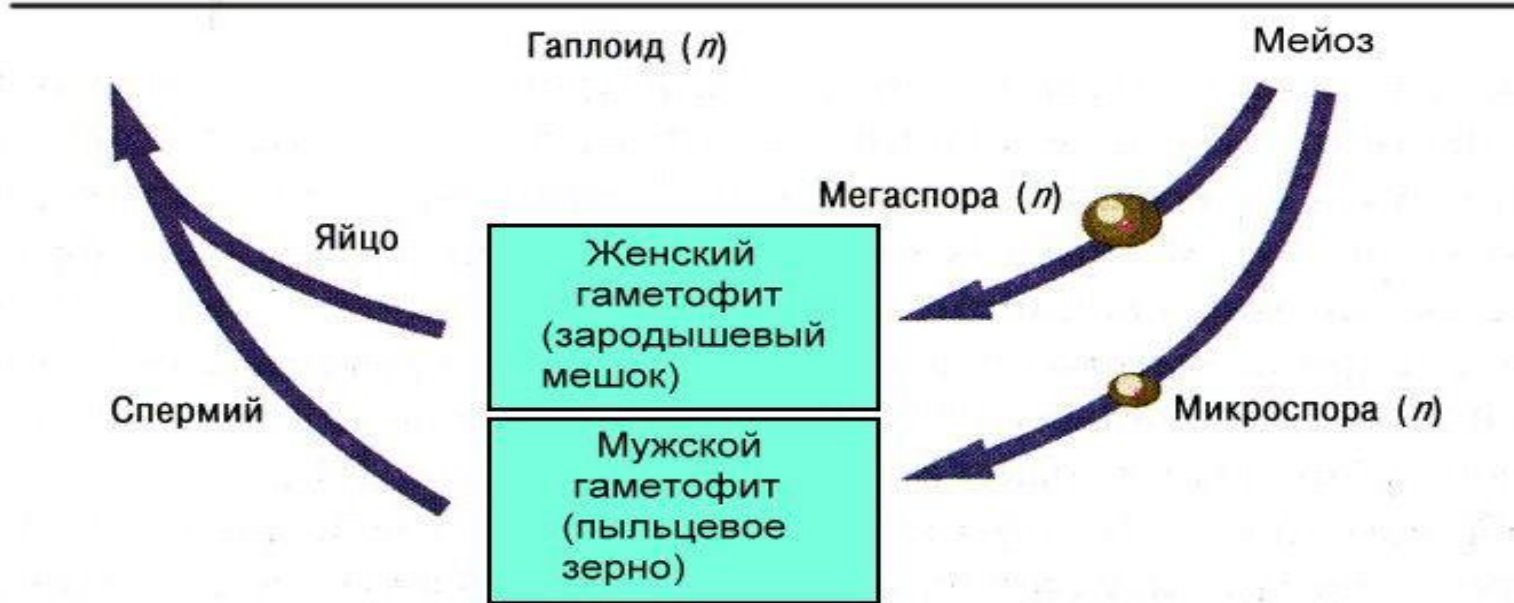 Гаплоид (n)
Мейоз
Мегаспора (n)
Яйцо
Женский
гаметофит
(зародышевый
мешок)
Спермий
Микроспора (n)
Мужской
гаметофит
(пыльцевое
зерно)